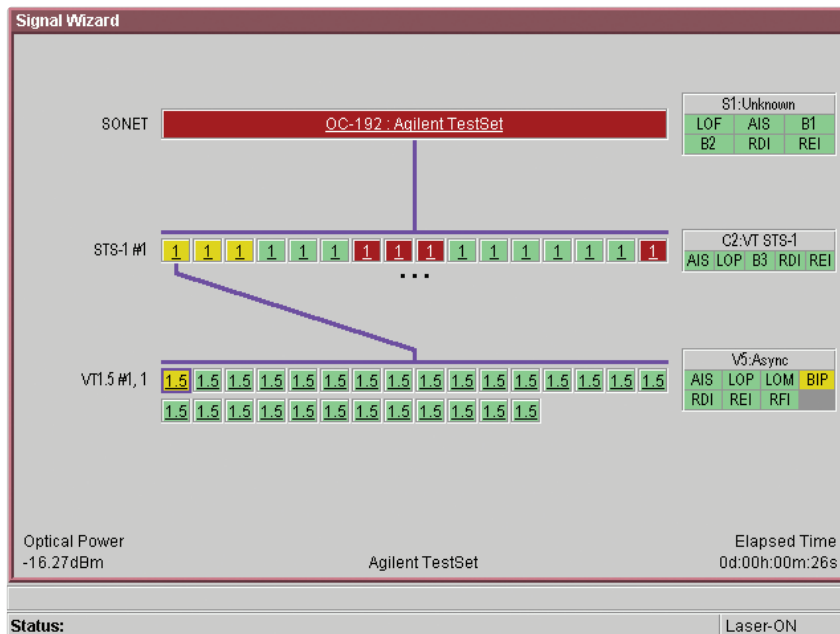 Signal Wizard
SONET
OC-192 : Agilent TestSet
S1:Unknown
LOF AIS B1
B2 RDI REI
STS-1 #1
1 1 1 1 1 1 1 1 1 1 1 1 1 1 1 1
...
C2:VT STS-1
AIS LOP B3 RDI REI
VT1.5 #1, 1
1.5 1.5 1.5 1.5 1.5 1.5 1.5 1.5 1.5 1.5 1.5 1.5 1.5 1.5 1.5 1.5
1.5 1.5 1.5 1.5 1.5 1.5 1.5 1.5 1.5 1.5 1.5 1.5
V5:Async
AIS LOP LOM BIP
RDI REI RFI
Optical Power
-16.27dBm
Agilent TestSet
Elapsed Time
0d:00h:00m:26s
Status:
Laser-ON